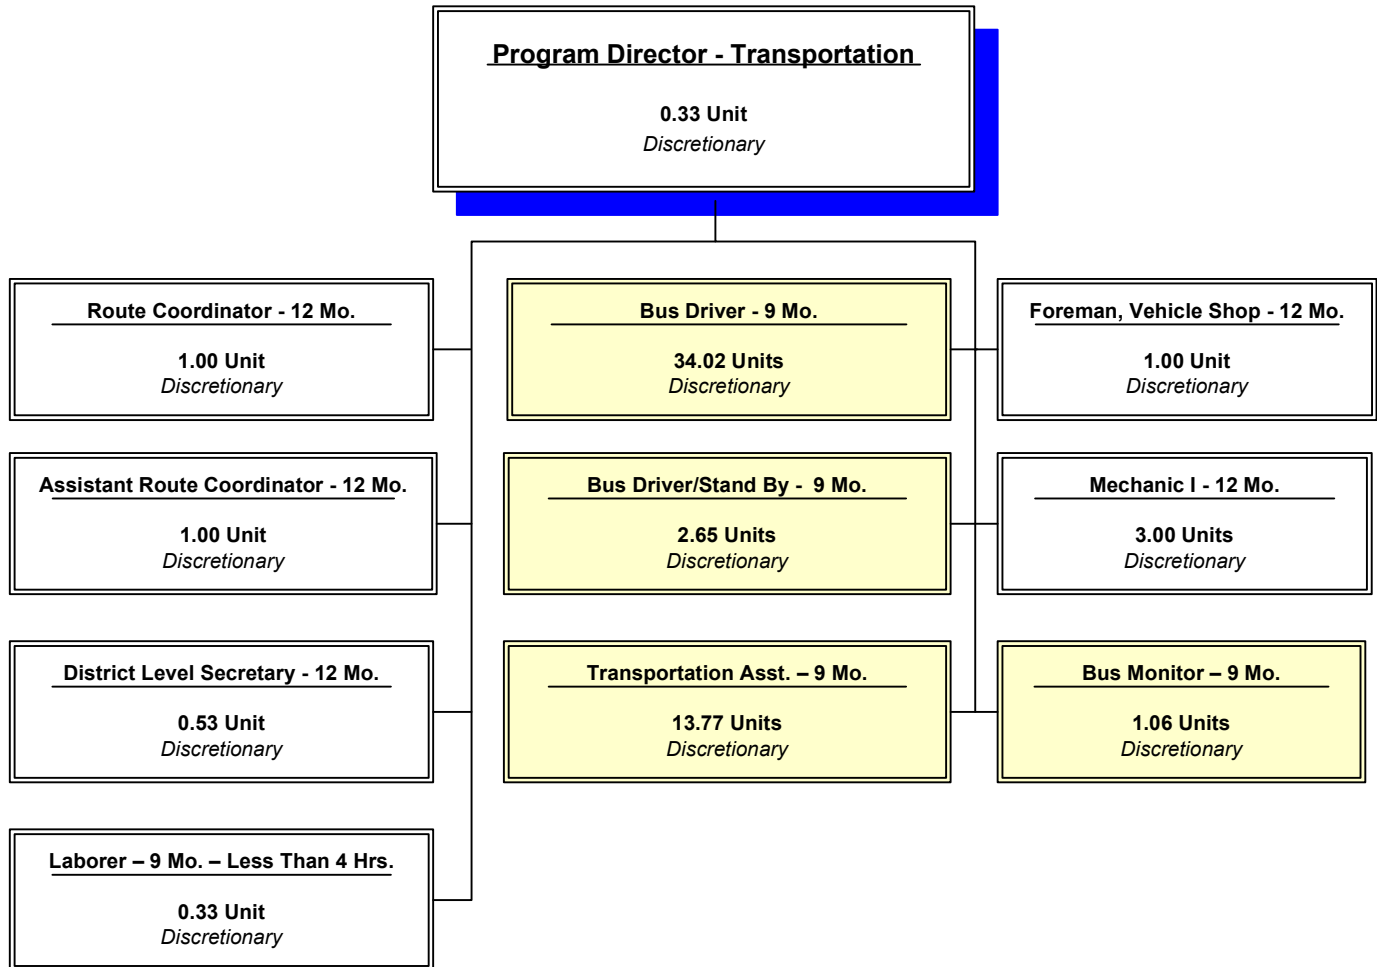 Program Director - Transportation
0.33 Unit
Discretionary
Route Coordinator - 12 Mo.
1.00 Unit
Discretionary
Bus Driver - 9 Mo.
34.02 Units
Discretionary
Foreman, Vehicle Shop - 12 Mo.
1.00 Unit
Discretionary
Assistant Route Coordinator - 12 Mo.
1.00 Unit
Discretionary
Bus Driver/Stand By - 9 Mo.
2.65 Units
Discretionary
Mechanic I - 12 Mo.
3.00 Units
Discretionary
District Level Secretary - 12 Mo.
0.53 Unit
Discretionary
Transportation Asst. – 9 Mo.
13.77 Units
Discretionary
Bus Monitor – 9 Mo.
1.06 Units
Discretionary
Laborer – 9 Mo. – Less Than 4 Hrs.
0.33 Unit
Discretionary